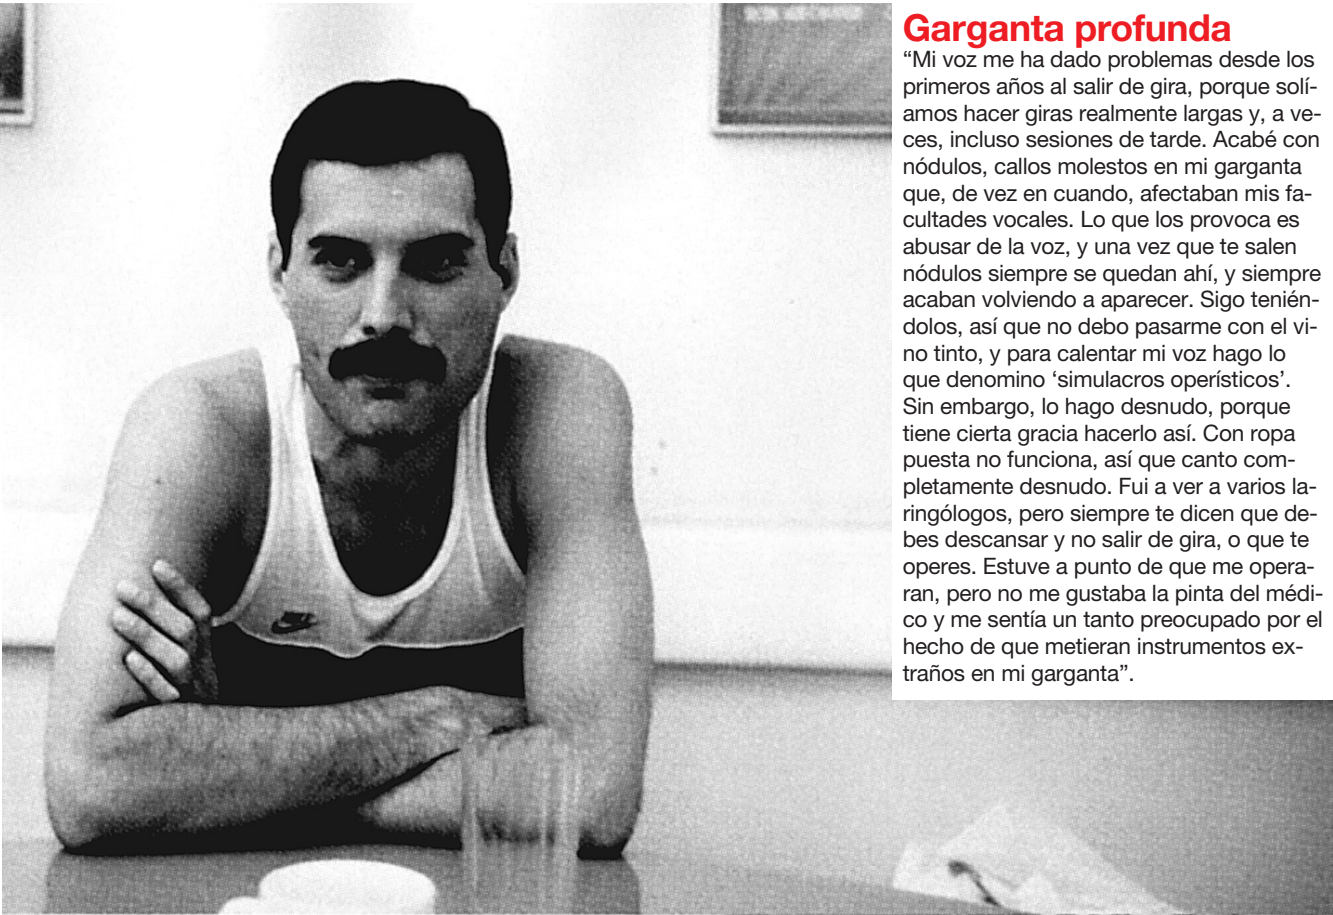 Garganta profunda
“Mi voz me ha dado problemas desde los
primeros años al salir de gira, porque solí-
amos hacer giras realmente largas y, a ve-
ces, incluso sesiones de tarde. Acabé con
nódulos, callos molestos en mi garganta
que, de vez en cuando, afectaban mis fa-
cultades vocales. Lo que los provoca es
abusar de la voz, y una vez que te salen
nódulos siempre se quedan ahí, y siempre
acaban volviendo a aparecer. Sigo tenién-
dolos, así que no debo pasarme con el vi-
no tinto, y para calentar mi voz hago lo
que denomino ‘simulacros operísticos’.
Sin embargo, lo hago desnudo, porque
tiene cierta gracia hacerlo así. Con ropa
puesta no funciona, así que canto com-
pletamente desnudo. Fui a ver a varios la-
ringólogos, pero siempre te dicen que de-
bes descansar y no salir de gira, o que te
operes. Estuve a punto de que me opera-
ran, pero no me gustaba la pinta del médi-
co y me sentía un tanto preocupado por el
hecho de que metieran instrumentos ex-
traños en mi garganta”.